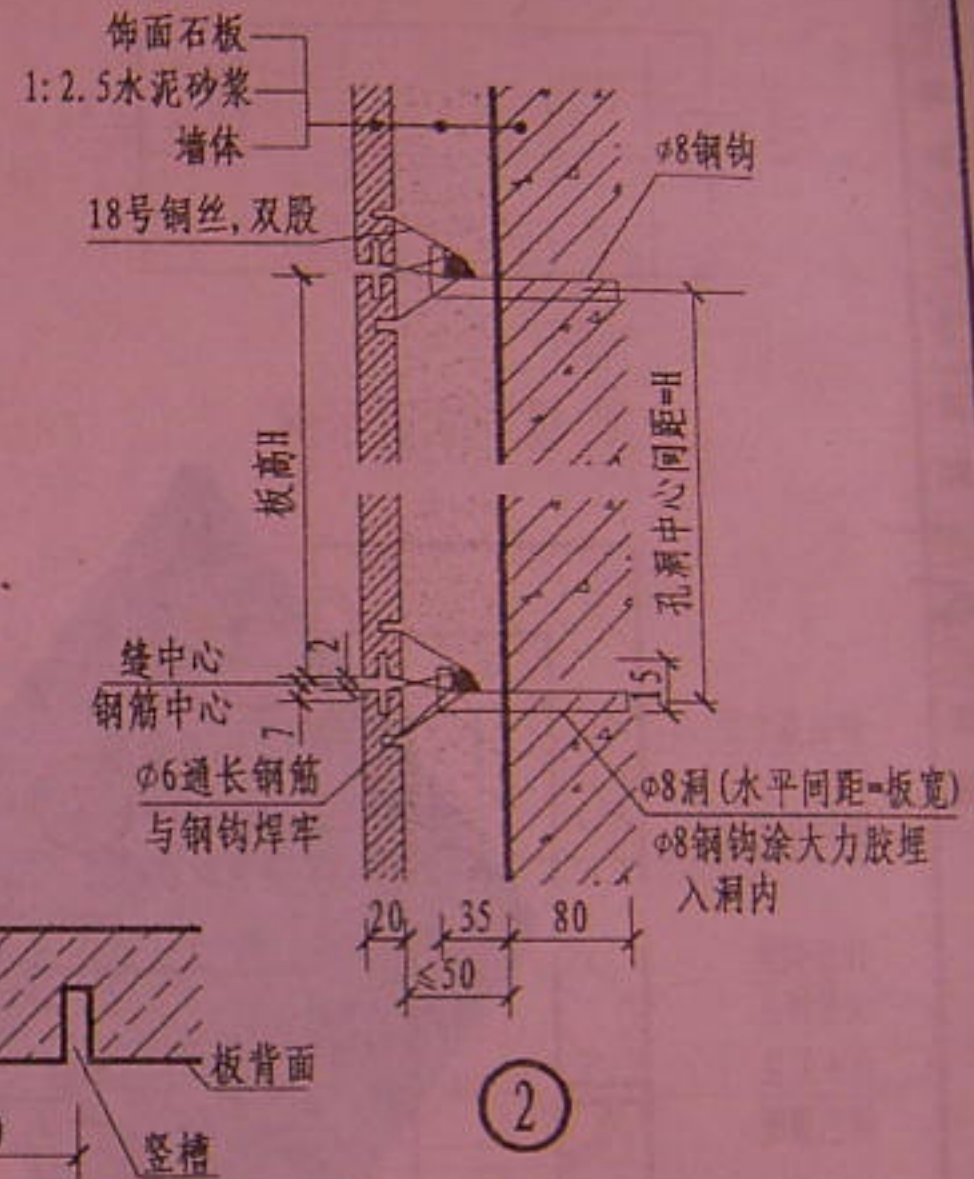 饰面石板
1:2.5水泥砂浆
墙体
18号铜丝,双股
φ8钢钩
板高H
孔洞中心间距=H
缝中心
钢筋中心
2
7
15
φ6通长钢筋
与钢钩焊牢
φ8洞(水平间距=板宽)
φ8钢钩涂大力胶埋
入洞内
20
35
80
≤50
板背面
竖槽
2